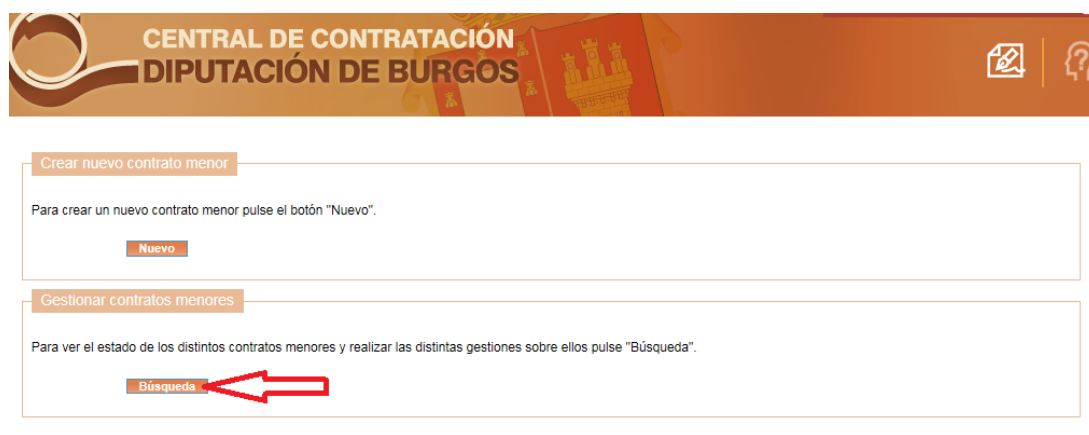 CENTRAL DE CONTRATACIÓN
DIPUTACIÓN DE BURGOS
Crear nuevo contrato menor
Para crear un nuevo contrato menor pulse el botón "Nuevo".
Nuevo
Gestionar contratos menores
Para ver el estado de los distintos contratos menores y realizar las distintas gestiones sobre ellos pulse "Búsqueda".
Búsqueda